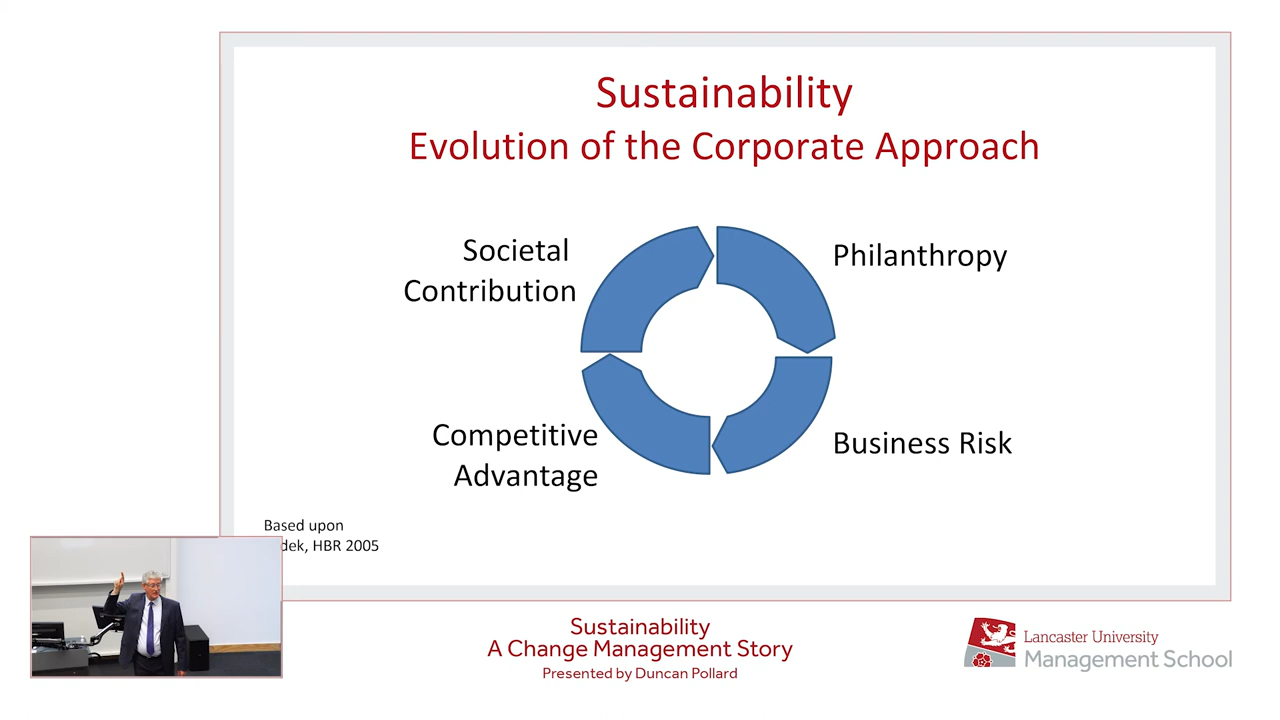 Sustainability
Evolution of the Corporate Approach
Societal
Contribution
Philanthropy
Competitive
Advantage
Business Risk
Based upon
HBR 2005
Sustainability
A Change Management Story
Presented by Duncan Pollard
Lancaster University
Management School